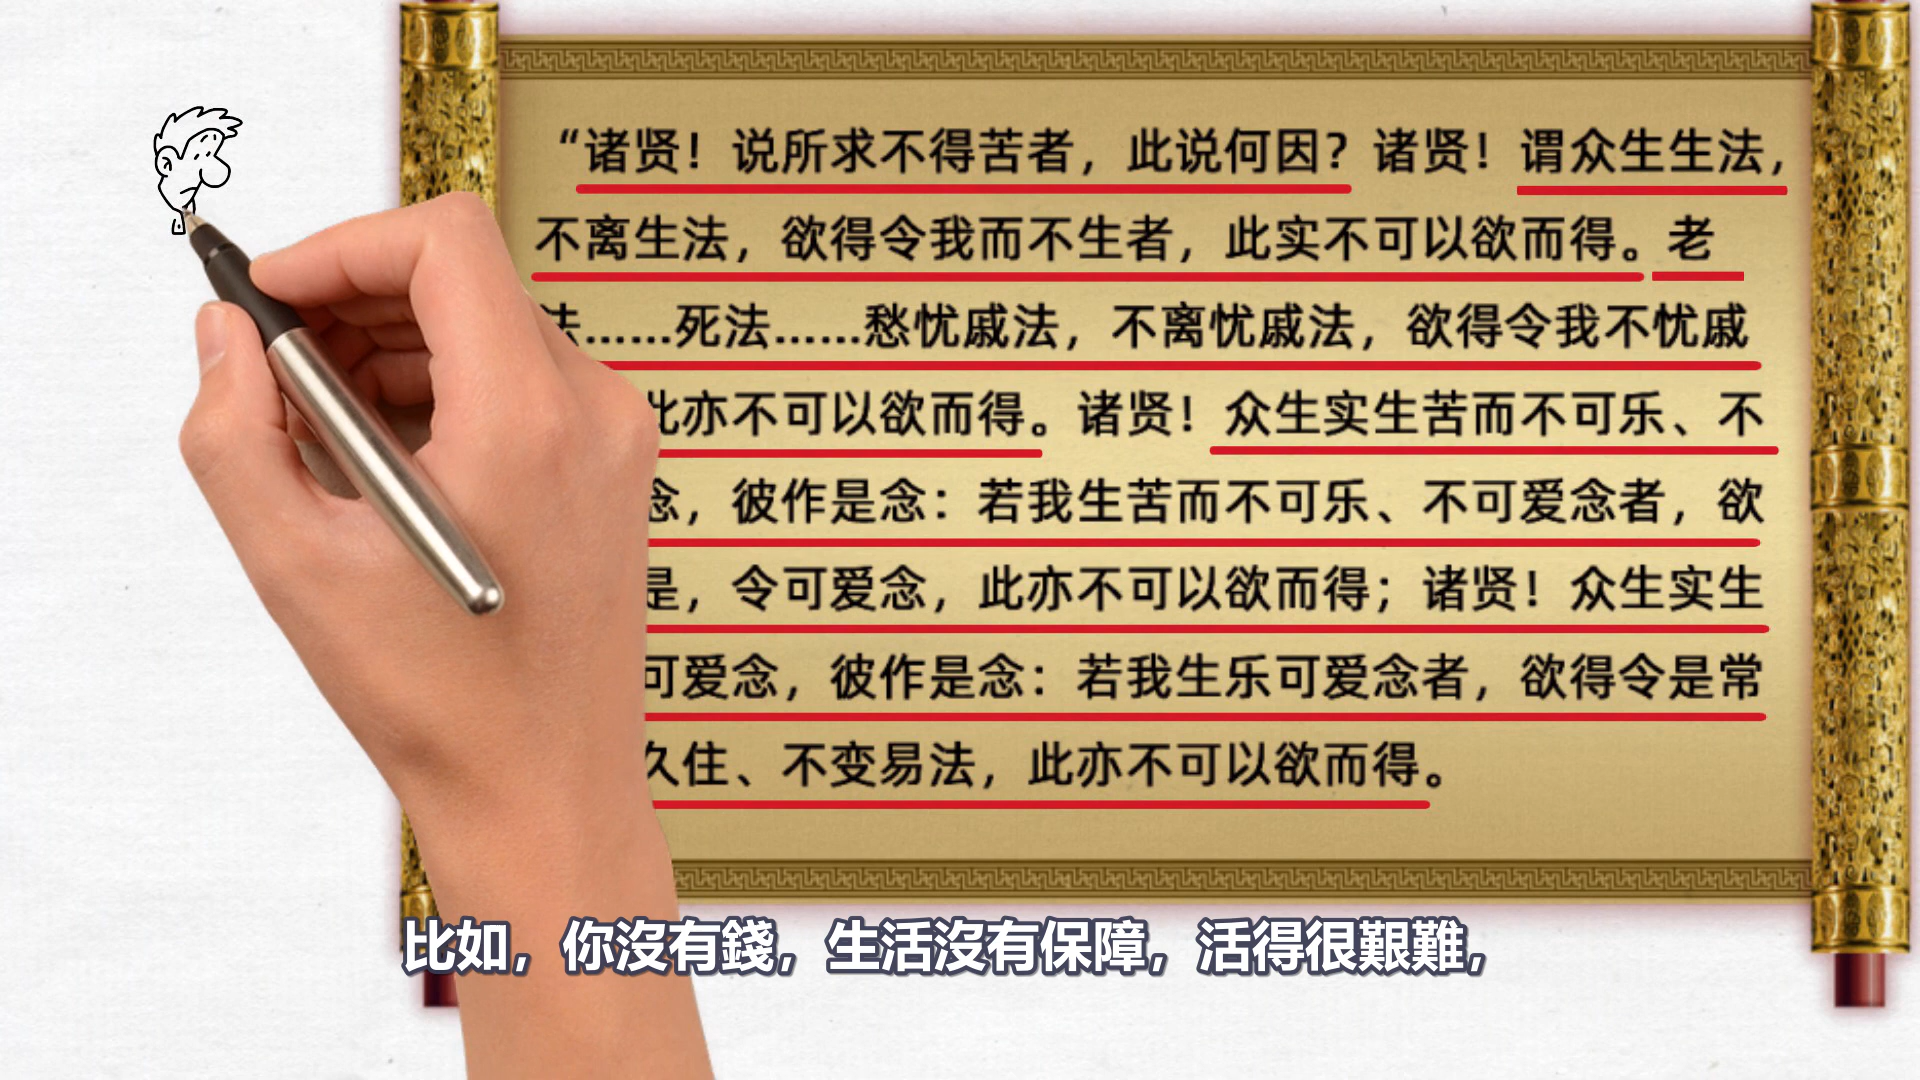 “诸贤！说所求不得苦者，此说何因？诸贤！谓众生生法，
不离生法，欲得令我而不生者，此实不可以欲而得。老
法……死法……愁忧戚法，不离忧戚法，欲得令我不忧戚
此亦不可以欲而得。诸贤！众生实生苦而不可乐、不
念，彼作是念：若我生苦而不可乐、不可爱念者，欲
是，令可爱念，此亦不可以欲而得；诸贤！众生实生
可爱念，彼作是念：若我生乐可爱念者，欲得令是常
久住、不变易法，此亦不可以欲而得。
比如，你沒有錢，生活沒有保障，活得很艱難，